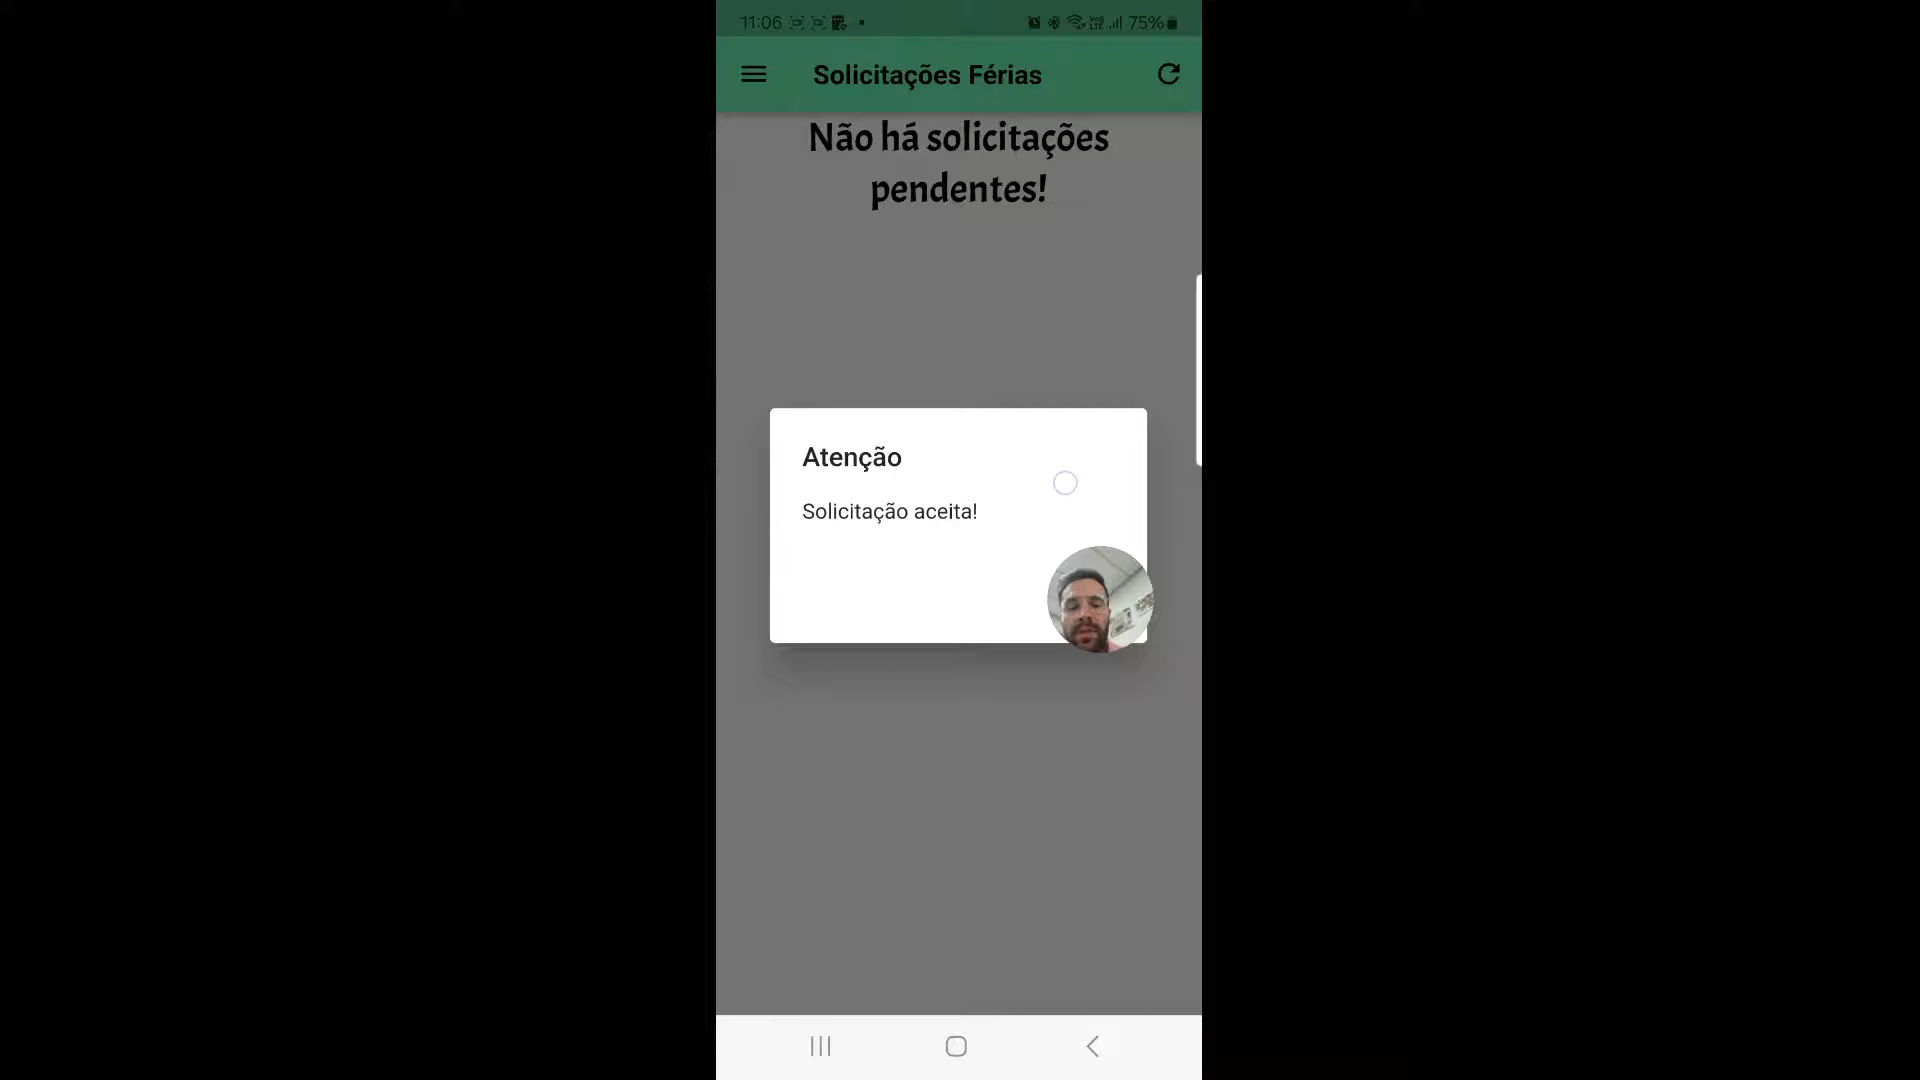 11:06 75%
Solicitações Férias
Não há solicitações
pendentes!
Atenção
Solicitação aceita!